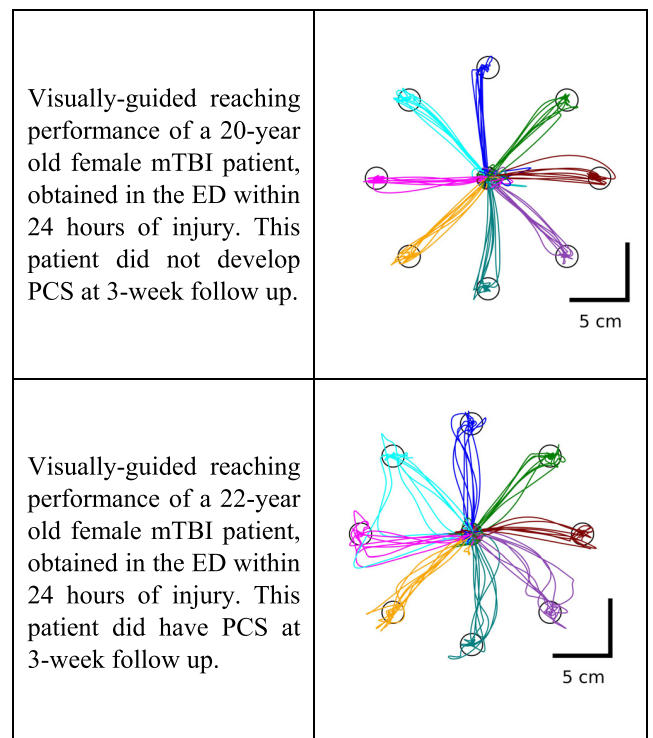 Visually-guided reaching
performance of a 20-year
old female mTBI patient,
obtained in the ED within
24 hours of injury. This
patient did not develop
PCS at 3-week follow up.
5 cm
Visually-guided reaching
performance of a 22-year
old female mTBI patient,
obtained in the ED within
24 hours of injury. This
patient did have PCS at
3-week follow up.
5 cm